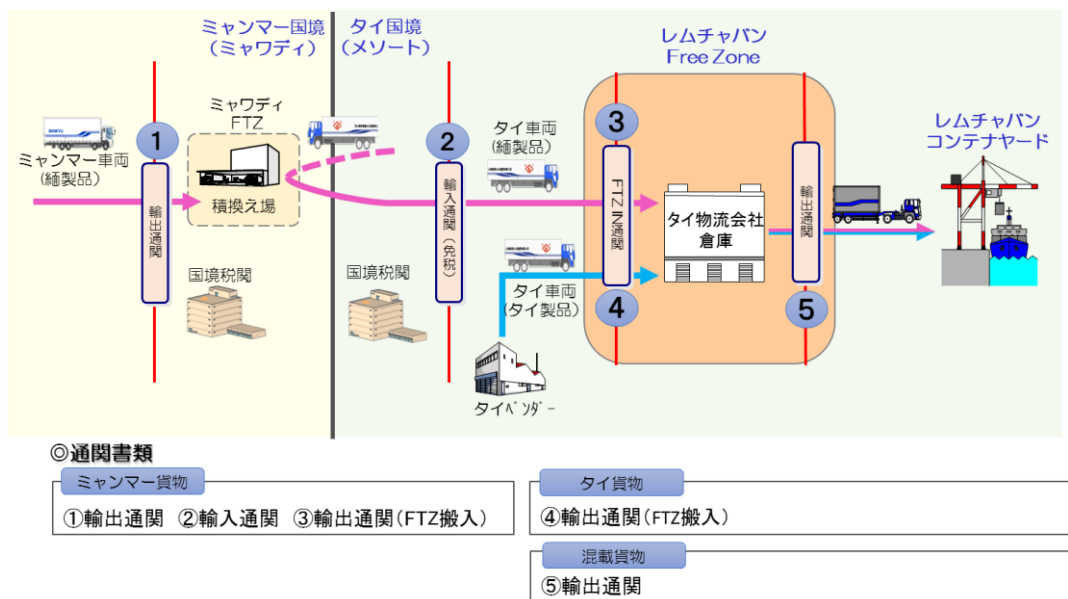 ミャンマー国境
（ミャワディ）
タイ国境
（メソート）
レムチャバン
Free Zone
ミャワディ
FTZ
①
ミャンマー車両
(緬製品)
輸出通関
積換え場
国境税関
②
輸入通関（免税）
国境税関
タイ車両
(緬製品)
タイ車両
(タイ製品)
タイﾍﾞﾝﾀﾞｰ
③
FTZ IN通関
④
タイ物流会社
倉庫
輸出通関
⑤
レムチャバン
コンテナヤード
◎通関書類
ミャンマー貨物
①輸出通関 ②輸入通関 ③輸出通関(FTZ搬入)
タイ貨物
④輸出通関(FTZ搬入)
混載貨物
⑤輸出通関